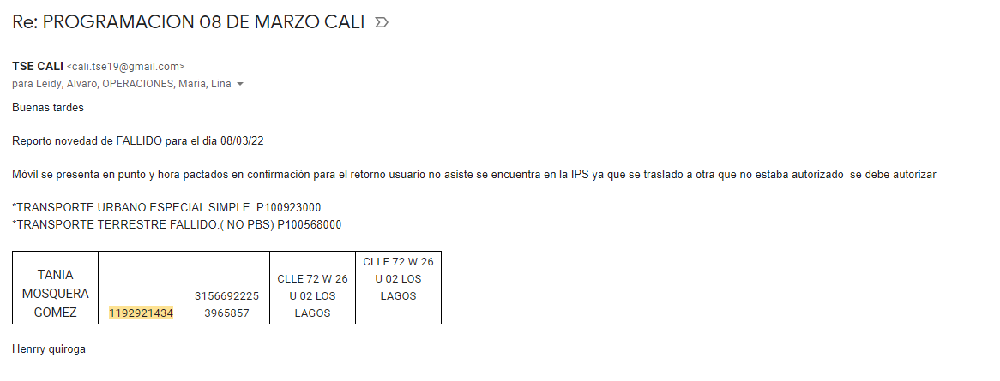 Re: PROGRAMACION 08 DE MARZO CALI
TSE CALI <cali.tse19@gmail.com>
para Leidy, Alvaro, OPERACIONES, Maria, Lina
Buenas tardes
Reporto novedad de FALLIDO para el dia 08/03/22
Móvil se presenta en punto y hora pactados en confirmación para el retorno usuario no asiste se encuentra en la IPS ya que se traslado a otra que no estaba autorizado  se debe autorizar
*TRANSPORTE URBANO ESPECIAL SIMPLE. P100923000
*TRANSPORTE TERRESTRE FALLIDO.( NO PBS) P100568000
TANIA
MOSQUERA
GOMEZ
1192921434
3156692225
3965857
CLLE 72 W 26
U 02 LOS
LAGOS
CLLE 72 W 26
U 02 LOS
LAGOS
Henrry quiroga